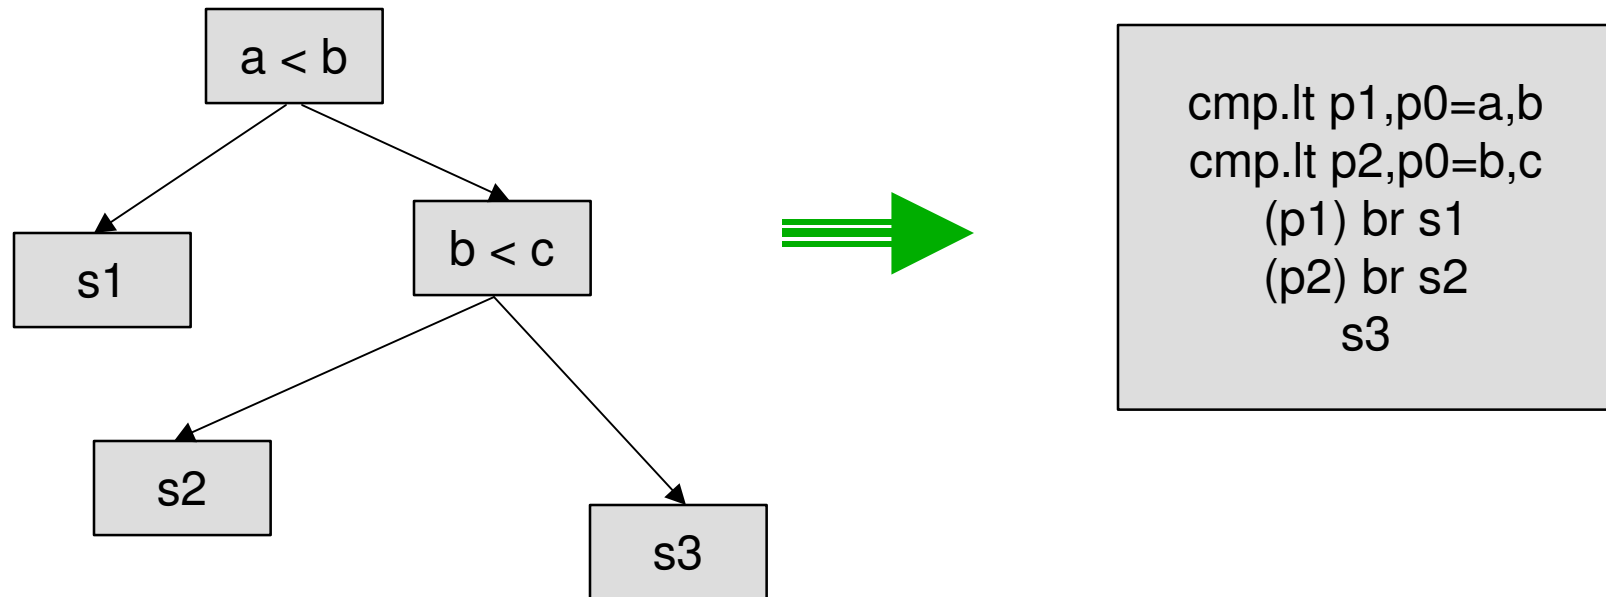 a < b
s1
b < c
s2
s3
cmp.lt p1,p0=a,b
cmp.lt p2,p0=b,c
(p1) br s1
(p2) br s2
s3